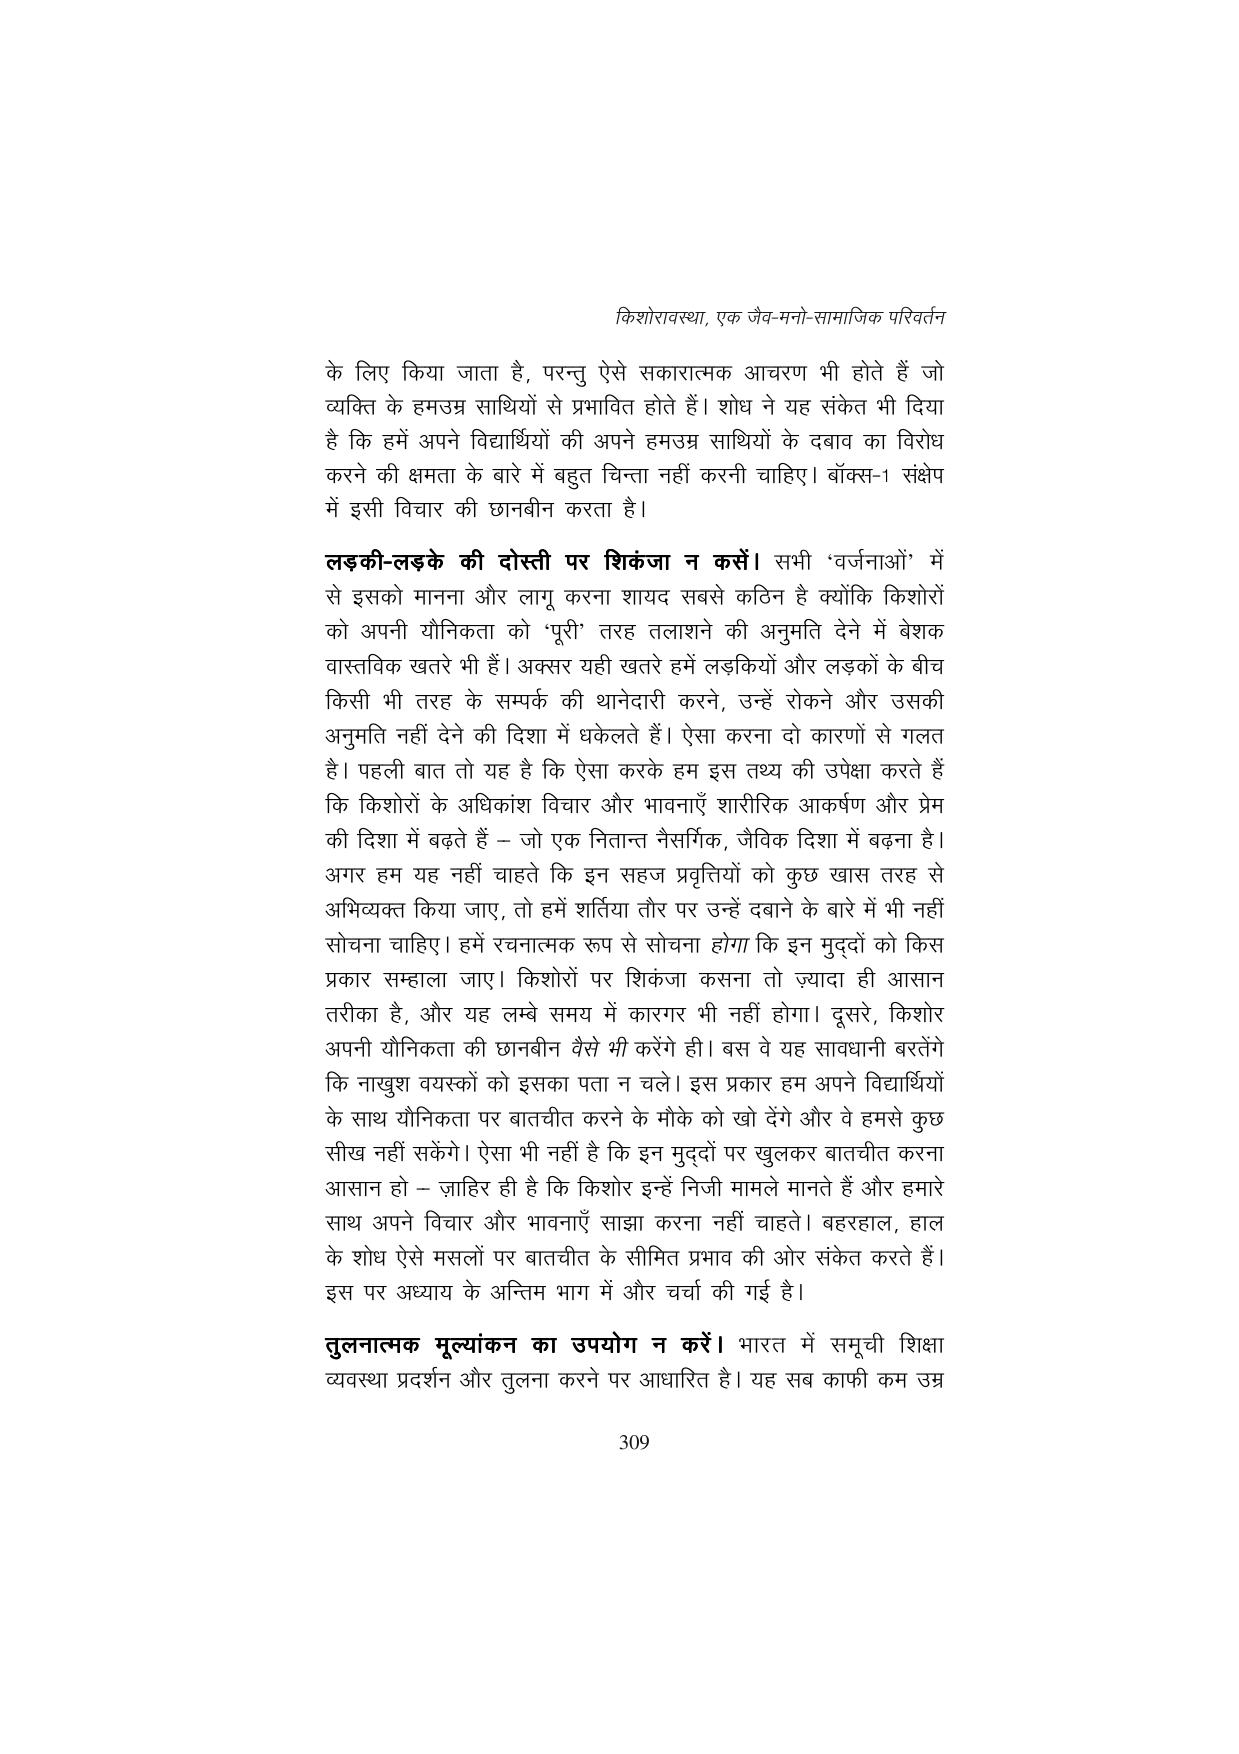 किशोरावस्था, एक जैव-मनो-सामाजिक परिवर्तन
के लिए किया जाता है, परन्तु ऐसे सकारात्मक आचरण भी होते हैं जो
व्यक्ति के हमउम्र साथियों से प्रभावित होते हैं। शोध ने यह संकेत भी दिया
है कि हमें अपने विद्यार्थियों की अपने हमउम्र साथियों के दबाव का विरोध
करने की क्षमता के बारे में बहुत चिन्ता नहीं करनी चाहिए। बॉक्स-1 संक्षेप
में इसी विचार की छानबीन करता है।
लड़की-लड़के की दोस्ती पर शिकंजा न कसें। सभी ‘वर्जनाओं’ में
से इसको मानना और लागू करना शायद सबसे कठिन है क्योंकि किशोरों
को अपनी यौनिकता को ‘पूरी’ तरह तलाशने की अनुमति देने में बेशक
वास्तविक खतरे भी हैं। अक्सर यही खतरे हमें लड़कियों और लड़कों के बीच
किसी भी तरह के सम्पर्क की थानेदारी करने, उन्हें रोकने और उसकी
अनुमति नहीं देने की दिशा में धकेलते हैं। ऐसा करना दो कारणों से गलत
है। पहली बात तो यह है कि ऐसा करके हम इस तथ्य की उपेक्षा करते हैं
कि किशोरों के अधिकांश विचार और भावनाएँ शारीरिक आकर्षण और प्रेम
की दिशा में बढ़ते हैं – जो एक नितान्त नैसर्गिक, जैविक दिशा में बढ़ना है।
अगर हम यह नहीं चाहते कि इन सहज प्रवृत्तियों को कुछ खास तरह से
अभिव्यक्त किया जाए, तो हमें शर्तिया तौर पर उन्हें दबाने के बारे में भी नहीं
सोचना चाहिए। हमें रचनात्मक रूप से सोचना होगा कि इन मुद्दों को किस
प्रकार सम्हाला जाए। किशोरों पर शिकंजा कसना तो ज़्यादा ही आसान
तरीका है, और यह लम्बे समय में कारगर भी नहीं होगा। दूसरे, किशोर
अपनी यौनिकता की छानबीन वैसे भी करेंगे ही। बस वे यह सावधानी बरतेंगे
कि नाखुश वयस्कों को इसका पता न चले। इस प्रकार हम अपने विद्यार्थियों
के साथ यौनिकता पर बातचीत करने के मौके को खो देंगे और वे हमसे कुछ
सीख नहीं सकेंगे। ऐसा भी नहीं है कि इन मुद्दों पर खुलकर बातचीत करना
आसान हो – ज़ाहिर ही है कि किशोर इन्हें निजी मामले मानते हैं और हमारे
साथ अपने विचार और भावनाएँ साझा करना नहीं चाहते। बहरहाल, हाल
के शोध ऐसे मसलों पर बातचीत के सीमित प्रभाव की ओर संकेत करते हैं।
इस पर अध्याय के अन्तिम भाग में और चर्चा की गई है।
तुलनात्मक मूल्यांकन का उपयोग न करें। भारत में समूची शिक्षा
व्यवस्था प्रदर्शन और तुलना करने पर आधारित है। यह सब काफी कम उम्र
309